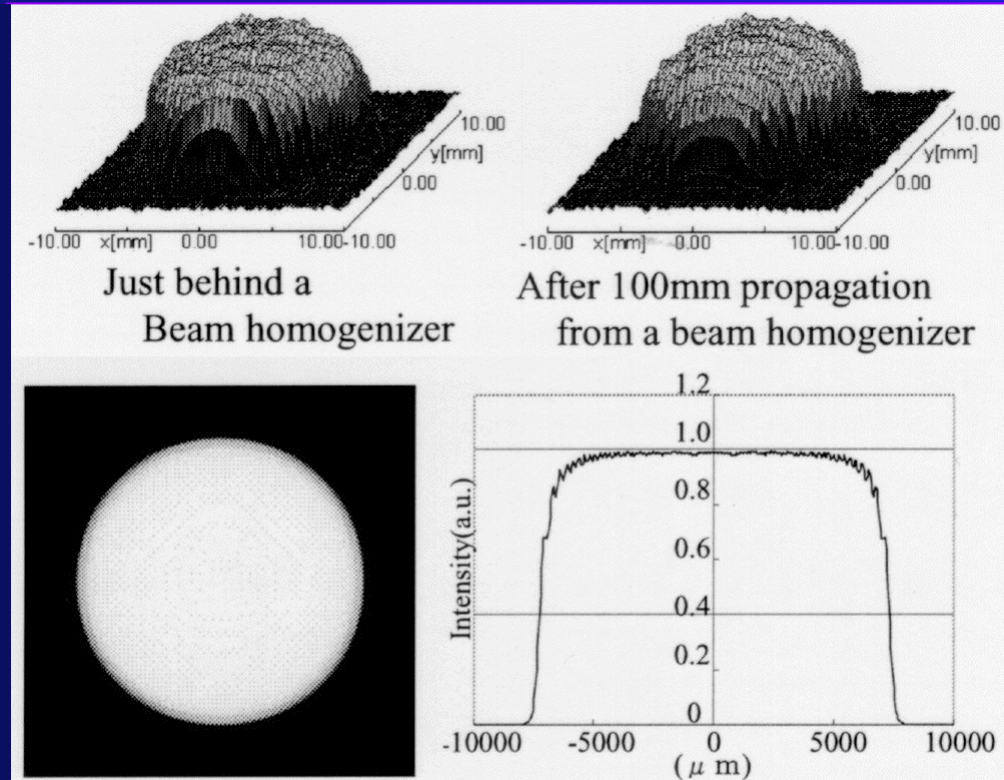 10.00
y[mm]
0.00
-10.00 x[mm] 0.00 10.00-10.00
10.00
y[mm]
0.00
-10.00 x[mm] 0.00 10.00-10.00
Just behind a
Beam homogenizer
After 100mm propagation
from a beam homogenizer
1.2
1.0
0.8
0.6
0.4
0.2
0
Intensity(a.u.)
-10000 -5000 0 5000 10000
(μm)